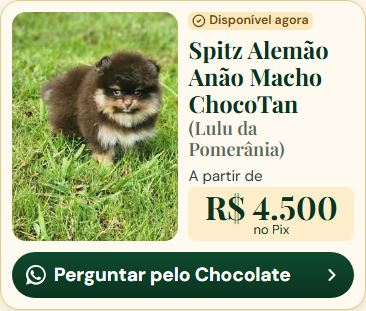 Disponível agora
Spitz Alemão
Anão Macho
ChocoTan
(Lulu da
Pomerânia)
A partir de
R$ 4.500
no Pix
Perguntar pelo Chocolate